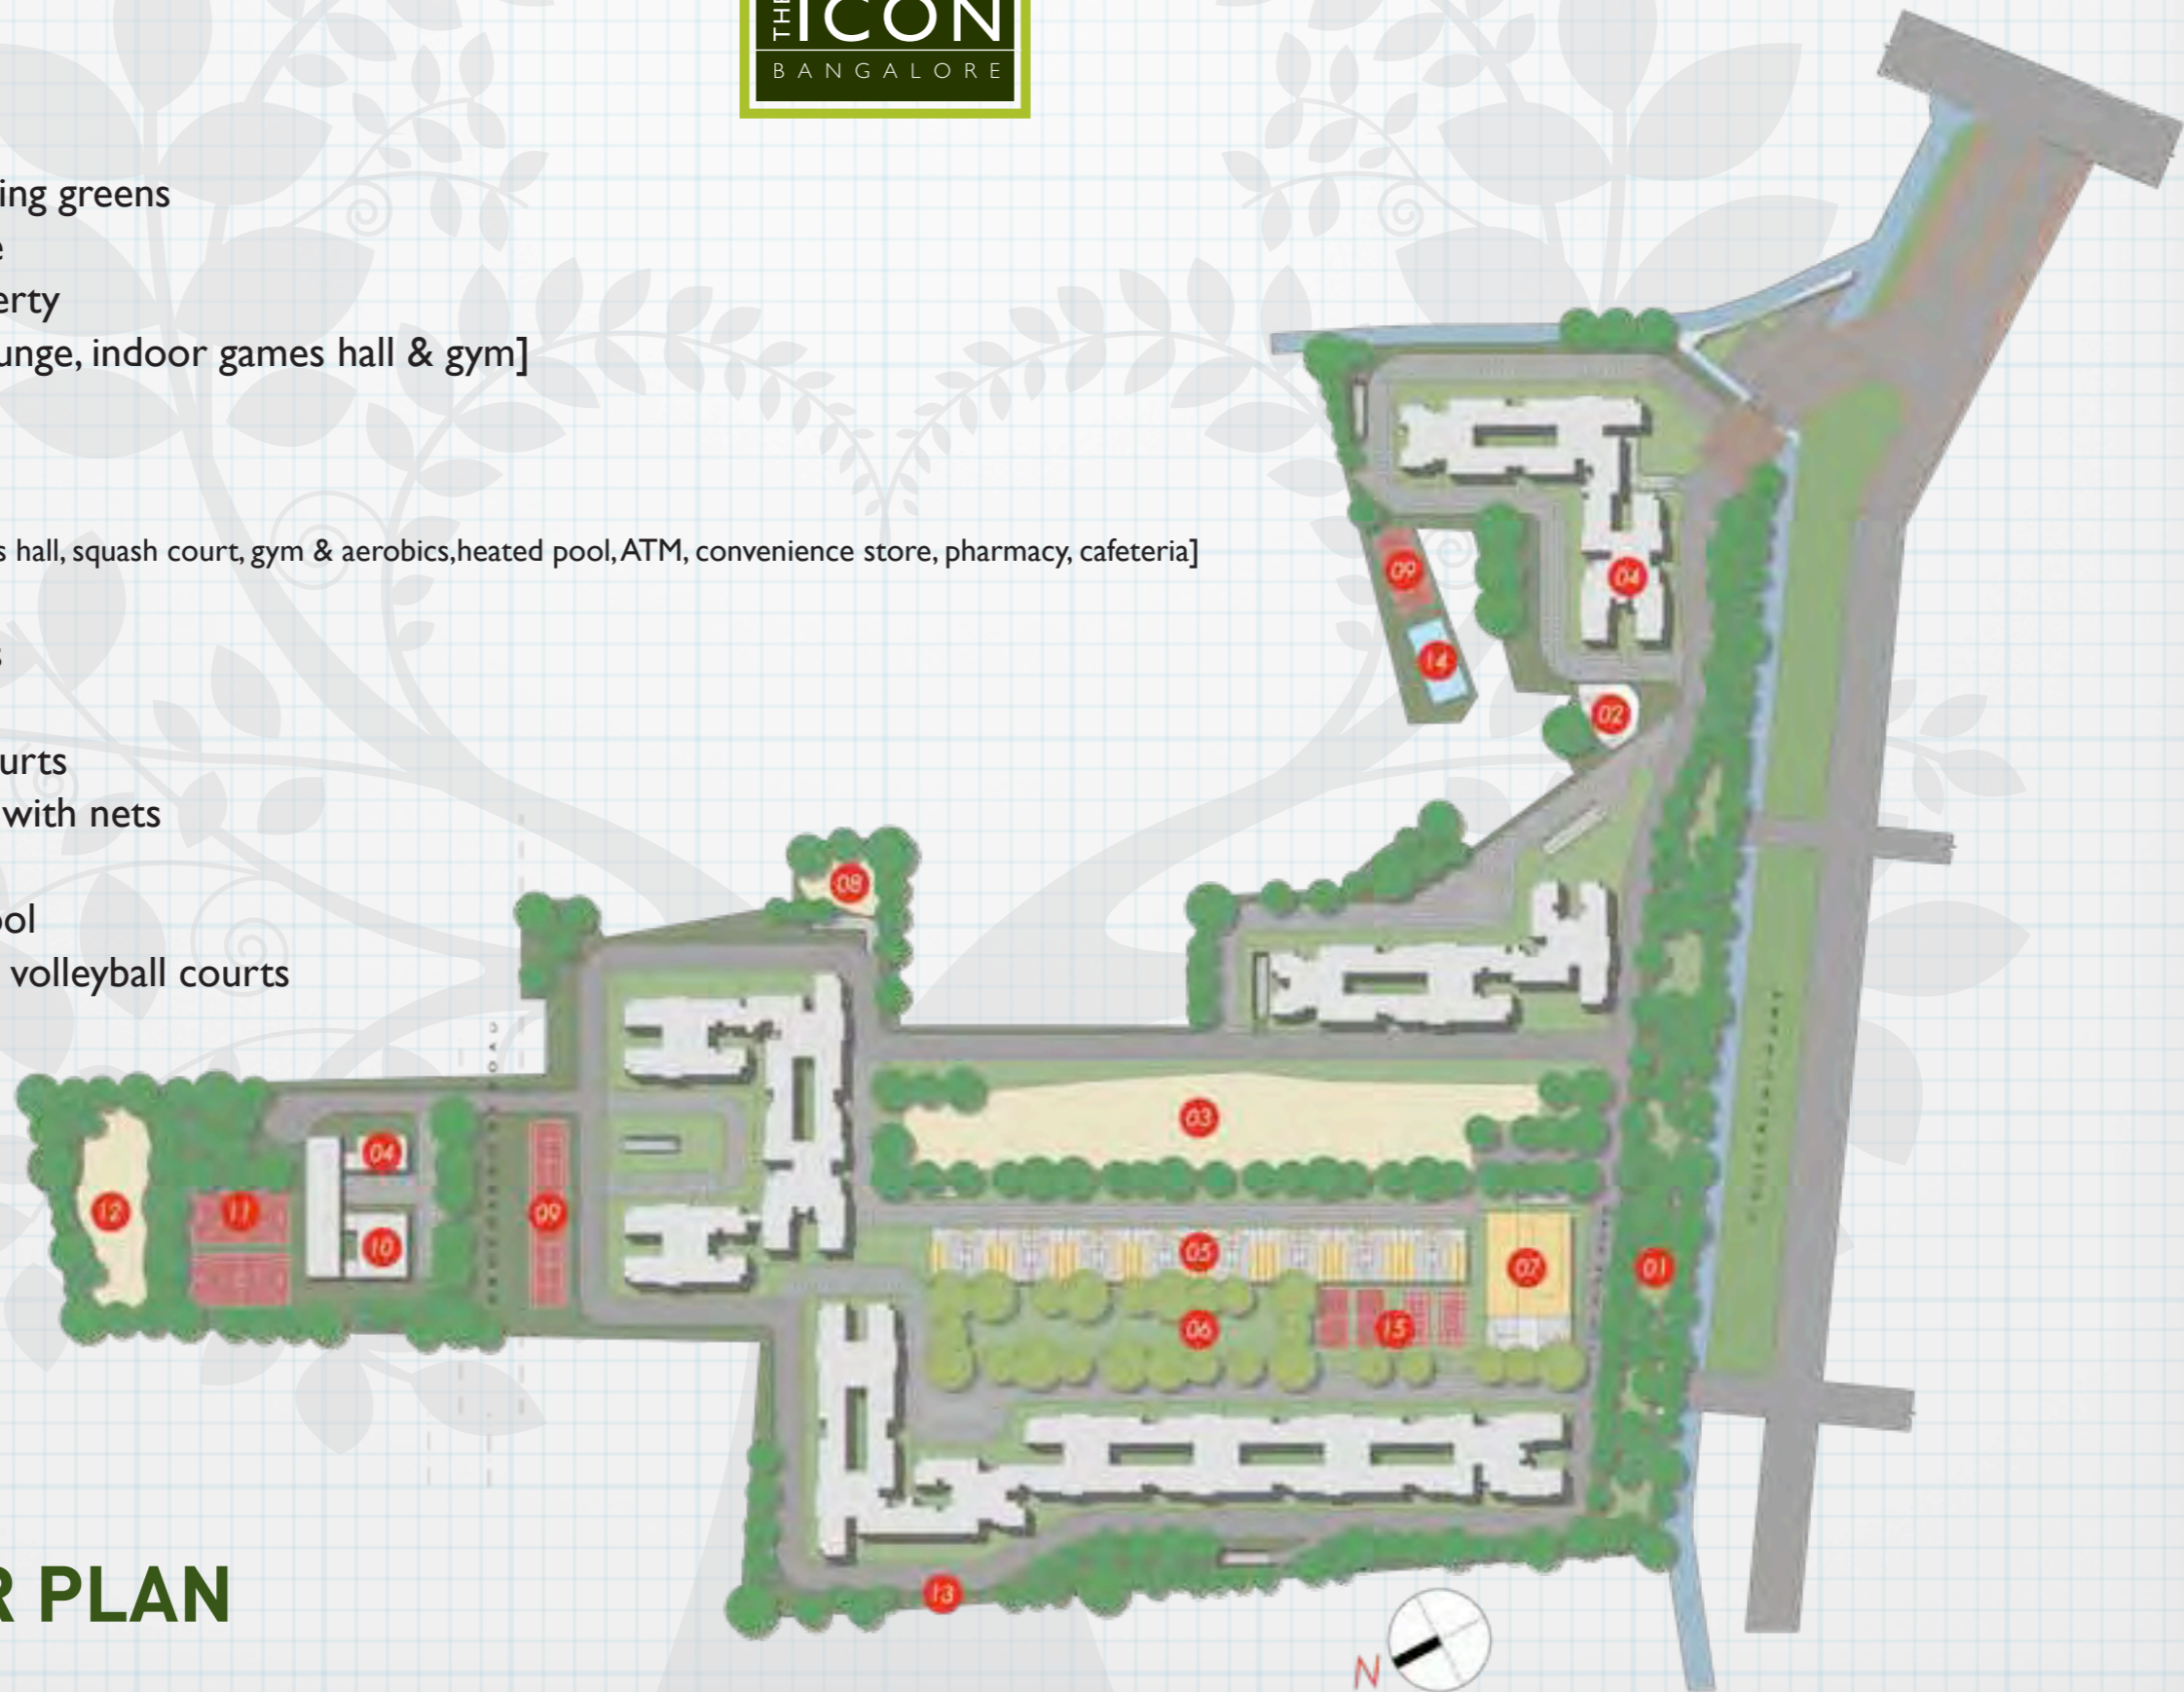 THE ICON
BANGALORE
ing greens
e
erty
unge, indoor games hall & gym]
s hall, squash court, gym & aerobics,heated pool, ATM, convenience store, pharmacy, cafeteria]
s
urts
with nets
ool
volleyball courts
R PLAN
09
04
14
02
08
03
04
12
11
09
10
05
07
01
06
15
13
N